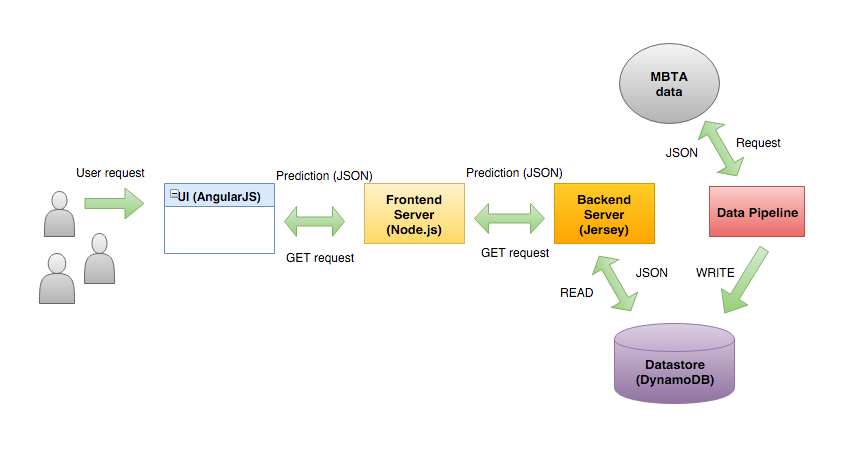 MBTA
data
JSON
Request
User request
Prediction (JSON)
Prediction (JSON)
UI (AngularJS)
Frontend
Server
(Node.js)
Backend
Server
(Jersey)
Data Pipeline
GET request
GET request
READ
JSON
WRITE
Datastore
(DynamoDB)